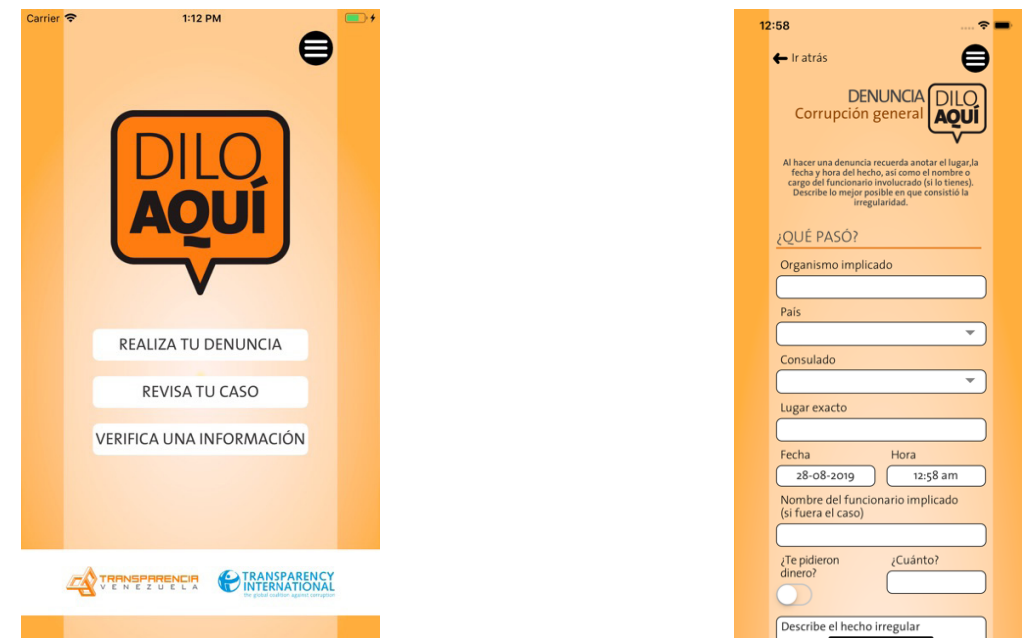 Carrier
1:12 PM
DILO
AQUÍ
REALIZA TU DENUNCIA
REVISA TU CASO
VERIFICA UNA INFORMACIÓN
TRANSPARENCIA
VENEZUELA
TRANSPARENCY
INTERNATIONAL
the global coalition against corruption
12:58
Ir atrás
DENUNCIA
Corrupción general
DILO
AQUÍ
Al hacer una denuncia recuerda anotar el lugar,la
fecha y hora del hecho, así como el nombre o
cargo del funcionario involucrado (si lo tienes).
Describe lo mejor posible en que consistió la
irregularidad.
¿QUÉ PASÓ?
Organismo implicado
País
Consulado
Lugar exacto
Fecha
Hora
28-08-2019
12:58 am
Nombre del funcionario implicado
(si fuera el caso)
¿Te pidieron
dinero?
¿Cuánto?
Describe el hecho irregular